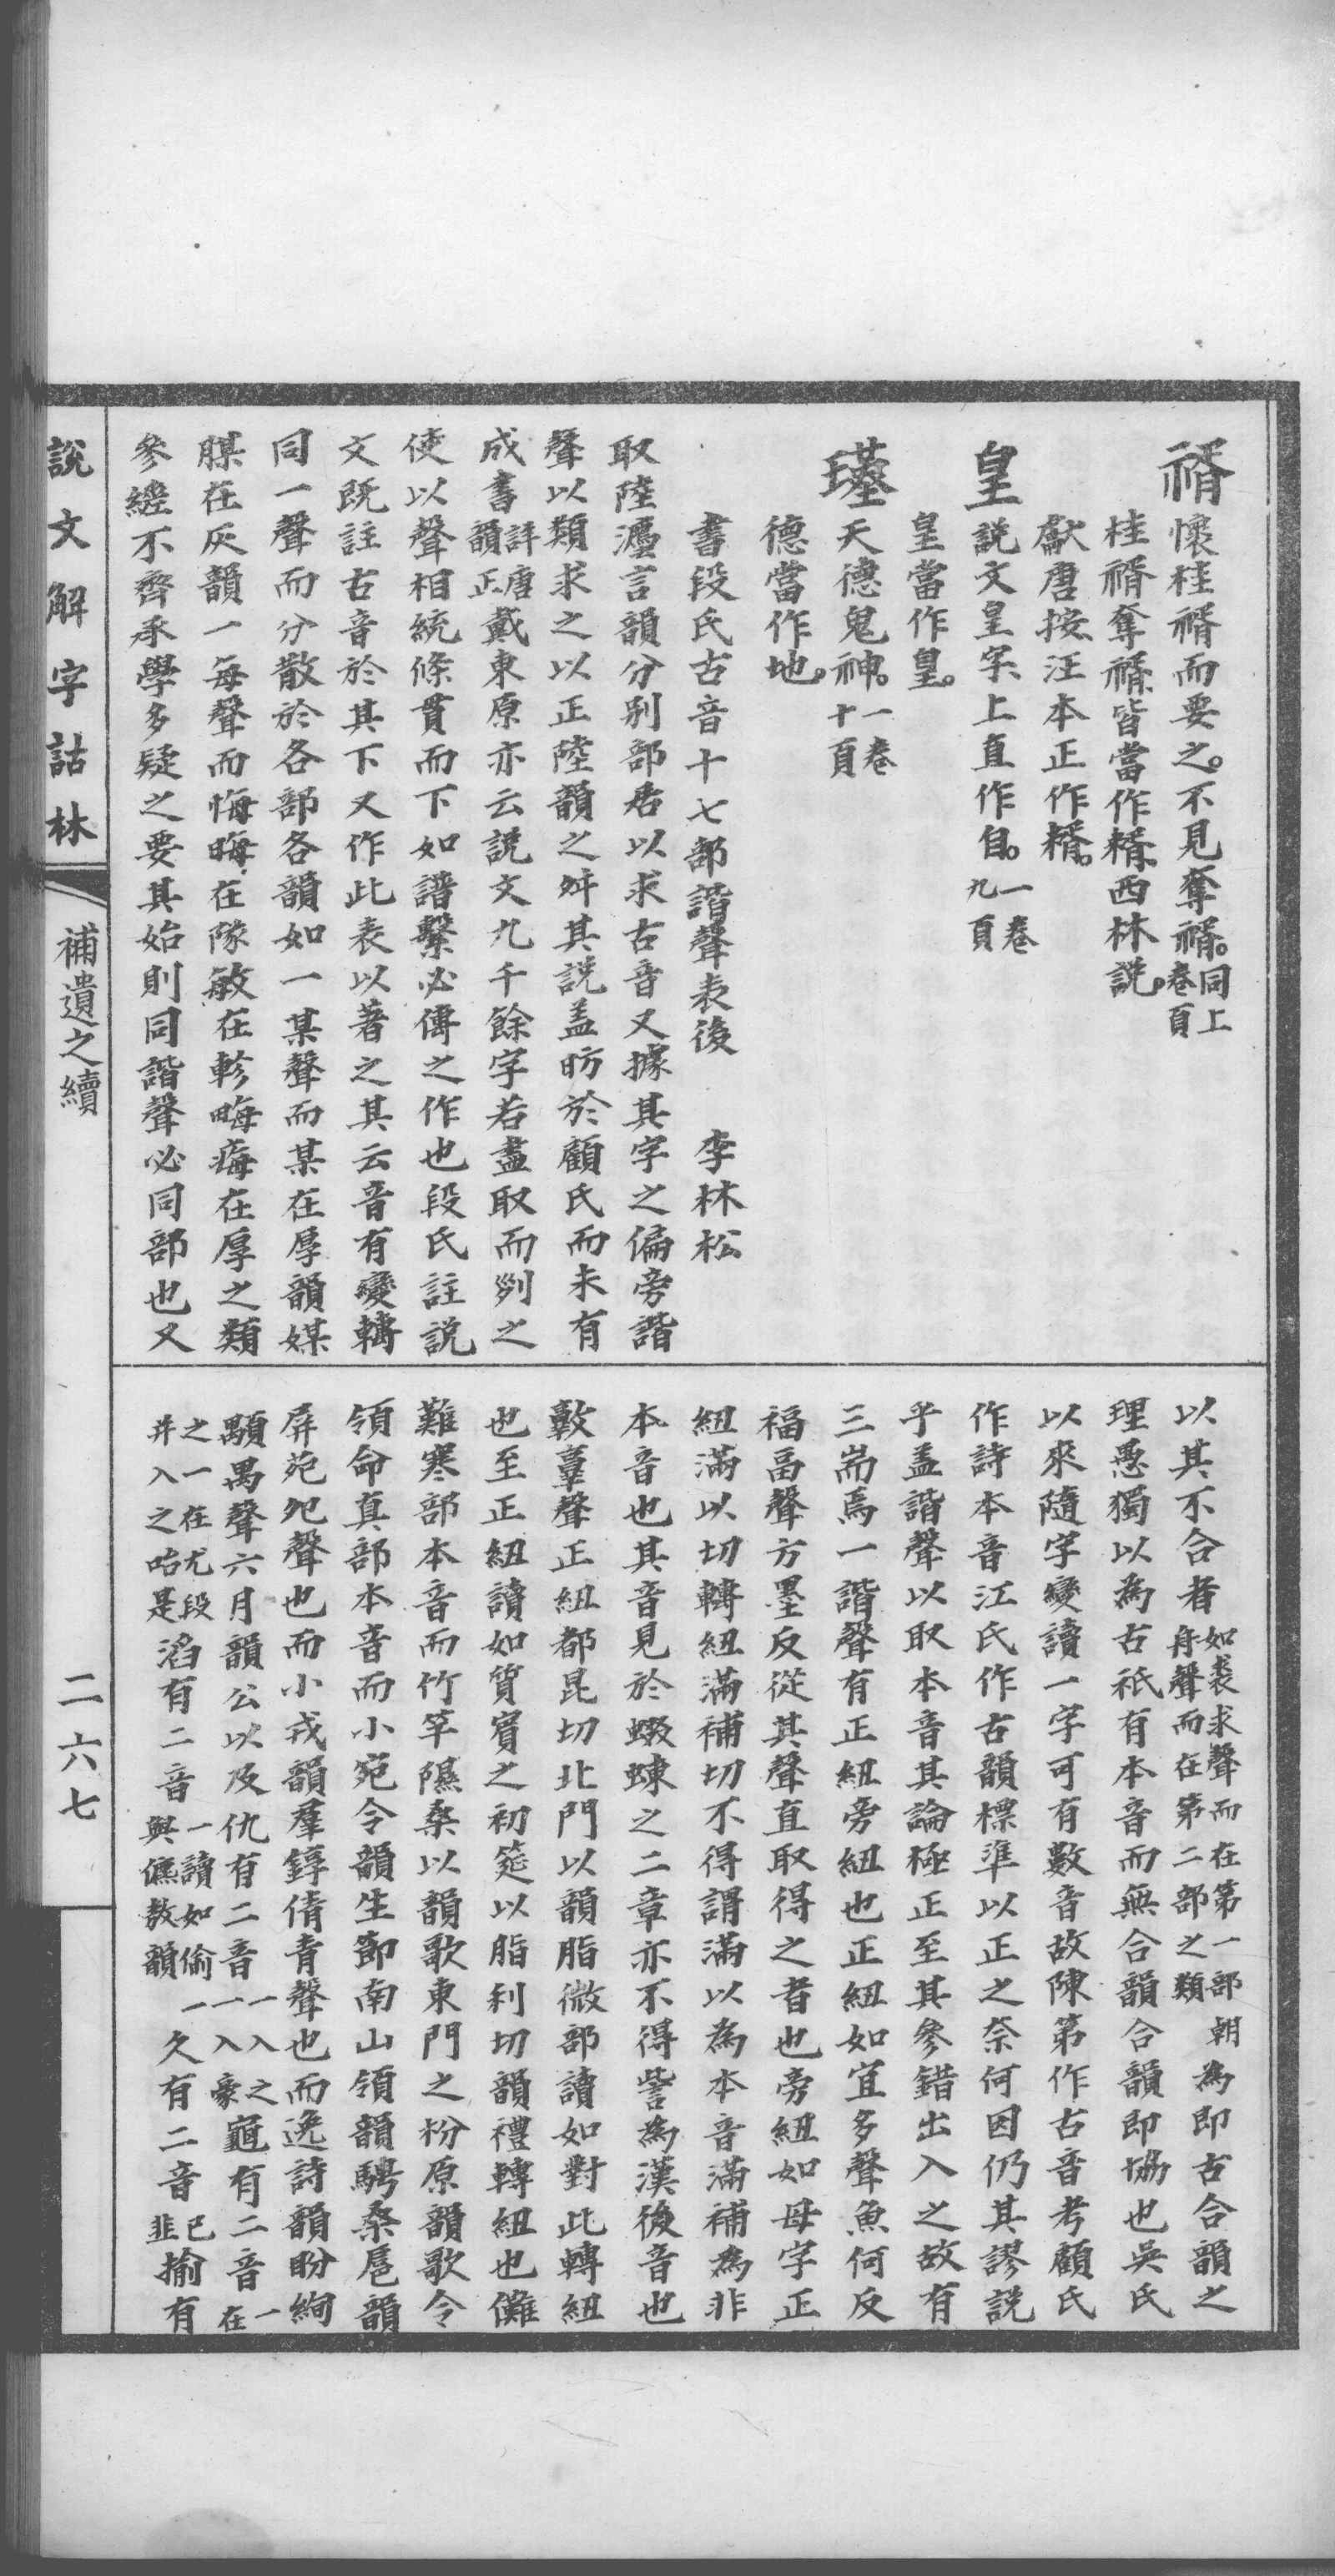 糈懷桂糈而要之。不見奪糈。同上卷頁
桂糈奪糈、皆當作糈、西林說。
獻唐按汪本正作糈。
皇說文皇字、上直作自。一卷九頁
皇當作皇。
瑾天德鬼神。一卷十頁
德當作地。
書段氏古音十七部諧聲表後　李林松
取陸灋言韻分別部居以求古音又據其字之偏旁諧
聲以類求之以正陸韻之舛其說盖昉於顧氏而未有
成書詳唐韻正戴東原亦云說文九千餘字若盡取而列之
使以聲相統條貫而下如譜繫必傳之作也段氏註說
文既註古音於其下又作此表以著之其云音有變轉
同一聲而分散於各部各韻如一某聲而某在厚韻媒
腜在灰韻一每聲而悔晦在隊敏在軫晦痗在厚之類
參縒不齊承學多疑之要其始則同諧聲必同部也又
以其不合者如裘求聲而在第一部朝舟聲而在第二部之類為即古合韻之
理愚獨以為古祇有本音而無合韻合韻即協也吳氏
以來隨字變讀一字可有數音故陳第作古音考顧氏
作詩本音江氏作古韻標準以正之奈何因仍其謬説
乎盖諧聲以取本音其論極正至其參錯出入之故有
三耑焉一諧聲有正紐旁紐也正紐如宜多聲魚何反
福畐聲方墨反從其聲直取得之者也旁紐如母字正
紐滿以切轉紐滿補切不得謂滿以為本音滿補為非
本音也其音見於蝃蝀之二章亦不得訾為漢後音也
敦𦎫聲正紐都昆切北門以韻脂微部讀如對此轉紐
也至正紐讀如質賓之初筵以脂利切韻禮轉紐也儺
難寒部本音而竹竿隰桑以韻歌東門之枌原韻歌令
領命真部本音而小宛令韻生節南山領韻騁桑扈韻
屏苑夗聲也而小戎韻羣錞倩青聲也而逸詩韻盼絢
顒禺聲六月韻公以及仇有二音一入之一入豪龜有二音一在
之一在尤段并入之咍是滔有二音一讀如偷一與儦敖韻久有二音已韭揄有
說文解字詁林
補遺之續
二六七